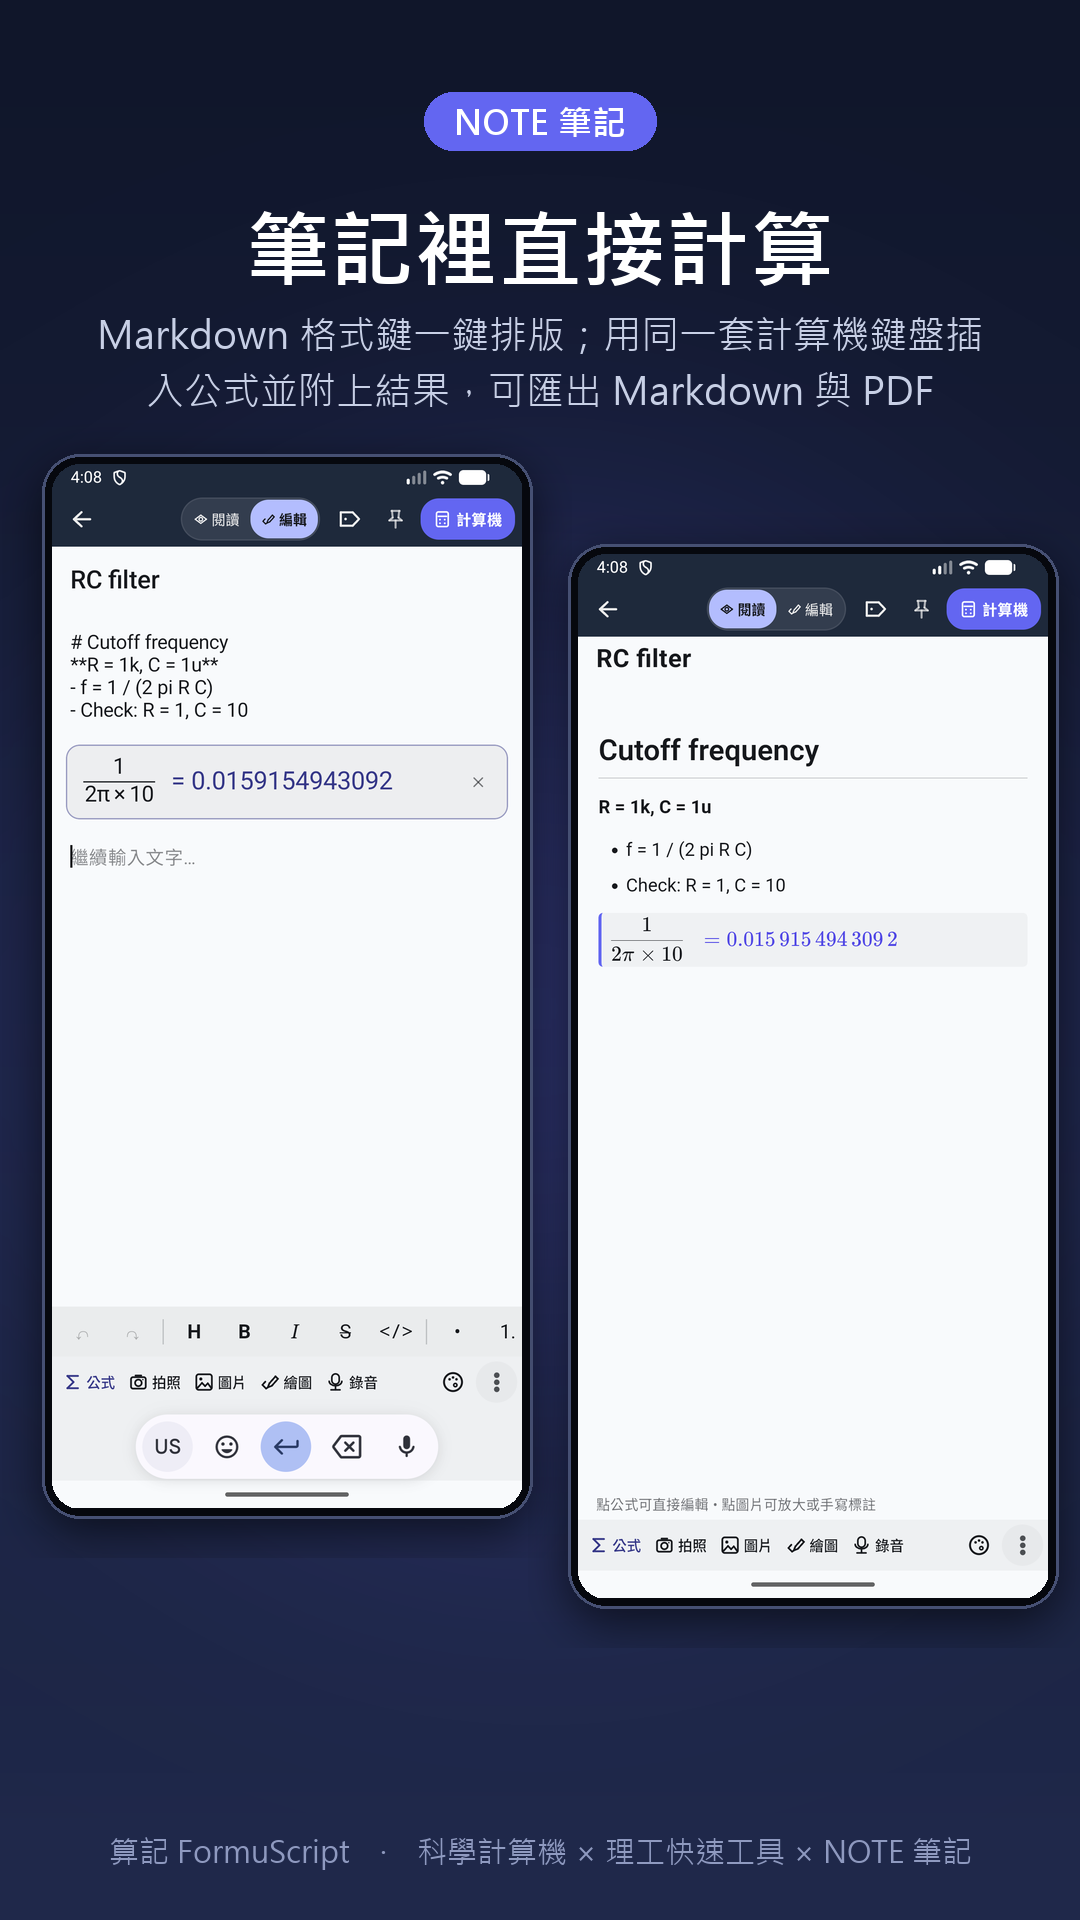 NOTE 筆記
筆記裡直接計算
Markdown 格式鍵一鍵排版；用同一套計算機鍵盤插
入公式並附上結果，可匯出 Markdown 與 PDF
4:08
閱讀 編輯 計算機
RC filter
# Cutoff frequency
**R = 1k, C = 1u**
- f = 1 / (2 pi R C)
- Check: R = 1, C = 10
1
2π × 10
= 0.0159154943092 ×
繼續輸入文字...
H B I S </> • 1.
Σ 公式 拍照 圖片 繪圖 錄音
US
4:08
閱讀 編輯 計算機
RC filter
Cutoff frequency
R = 1k, C = 1u
• f = 1 / (2 pi R C)
• Check: R = 1, C = 10
1
2π × 10
= 0.015 915 494 309 2
點公式可直接編輯・點圖片可放大或手寫標註
Σ 公式 拍照 圖片 繪圖 錄音
算記 FormuScript · 科學計算機 × 理工快速工具 × NOTE 筆記